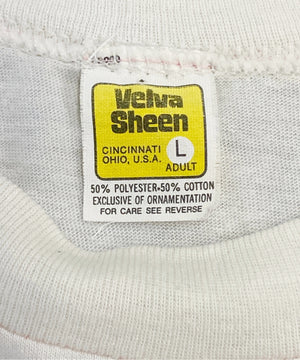 Velva
Sheen
CINCINNATI
OHIO, U.S.A.
L
ADULT
50% POLYESTER•50% COTTON
EXCLUSIVE OF ORNAMENTATION
FOR CARE SEE REVERSE